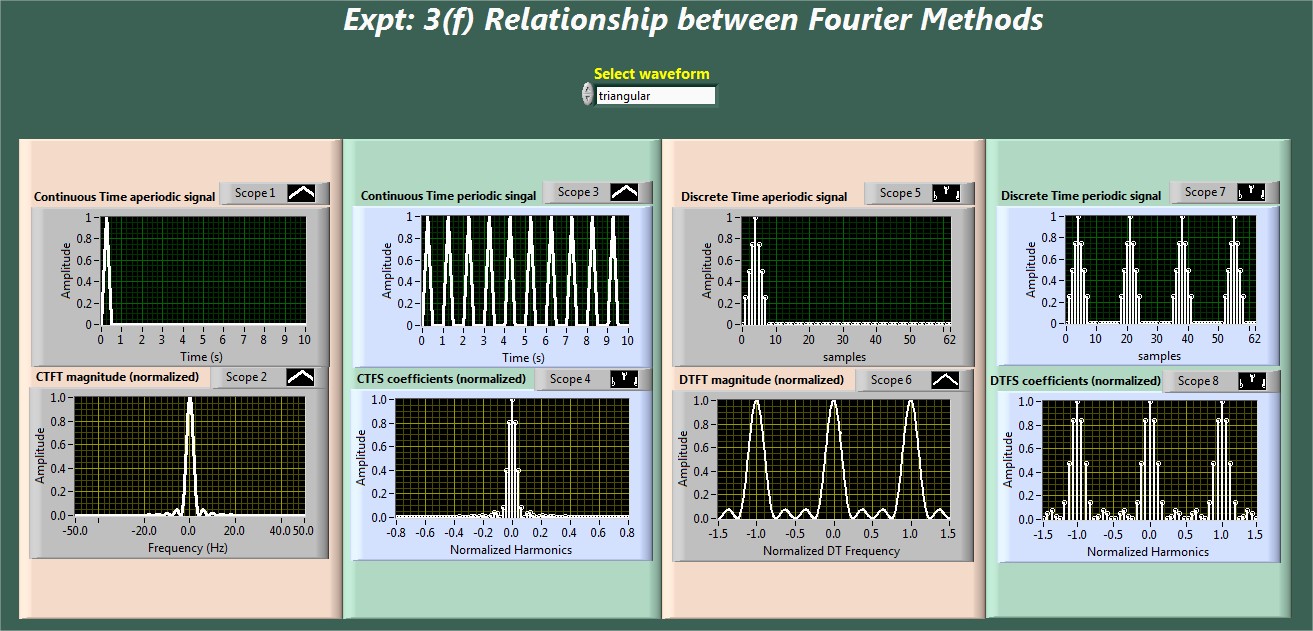 Expt: 3(f) Relationship between Fourier Methods
Select waveform
triangular
Continuous Time aperiodic signal
Scope 1
Amplitude
1
0.8
0.6
0.4
0.2
0
0 1 2 3 4 5 6 7 8 9 10
Time (s)
CTFT magnitude (normalized)
Scope 2
Amplitude
1.0
0.8
0.6
0.4
0.2
0.0
-50.0 -20.0 0.0 20.0 40.0 50.0
Frequency (Hz)
Continuous Time periodic singal
Scope 3
Amplitude
1
0.8
0.6
0.4
0.2
0
0 1 2 3 4 5 6 7 8 9 10
Time (s)
CTFS coefficients (normalized)
Scope 4
Amplitude
1.0
0.8
0.6
0.4
0.2
0.0
-0.8 -0.6 -0.4 -0.2 0.0 0.2 0.4 0.6 0.8
Normalized Harmonics
Discrete Time aperiodic signal
Scope 5
Amplitude
1
0.8
0.6
0.4
0.2
0
0 10 20 30 40 50 62
samples
DTFT magnitude (normalized)
Scope 6
Amplitude
1.0
0.8
0.6
0.4
0.2
0.0
-1.5 -1.0 -0.5 0.0 0.5 1.0 1.5
Normalized DT Frequency
Discrete Time periodic signal
Scope 7
Amplitude
1
0.8
0.6
0.4
0.2
0
0 10 20 30 40 50 62
samples
DTFS coefficients (normalized)
Scope 8
Amplitude
1.0
0.8
0.6
0.4
0.2
0.0
-1.5 -1.0 -0.5 0.0 0.5 1.0 1.5
Normalized Harmonics